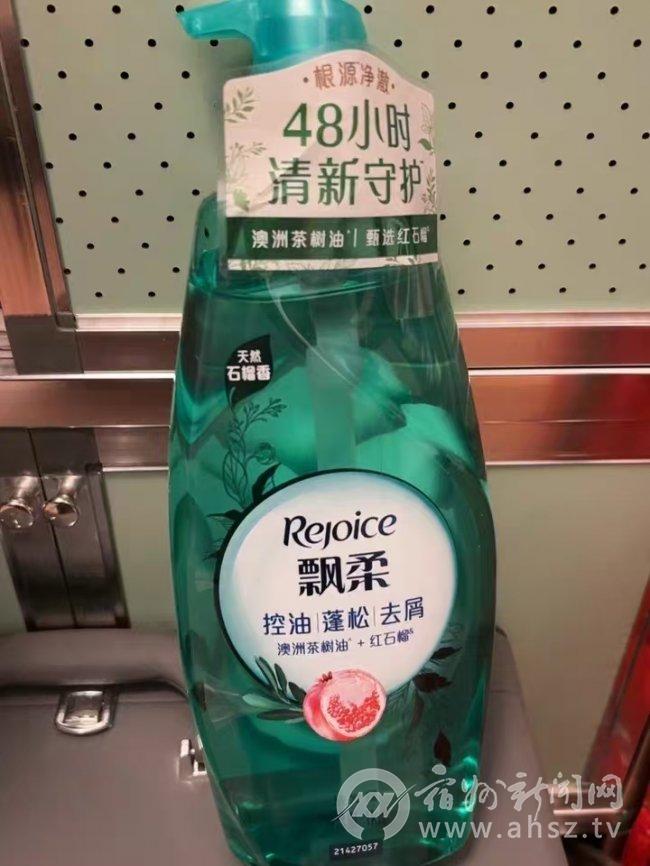 ·根源净澈·
48小时
清新守护
澳洲茶树油^|甄选红石榴&
天然
石榴香
Rejoice
飘柔
控油|蓬松|去屑
澳洲茶树油^+红石榴&
21427057
宿州新闻网
www.ahsz.tv